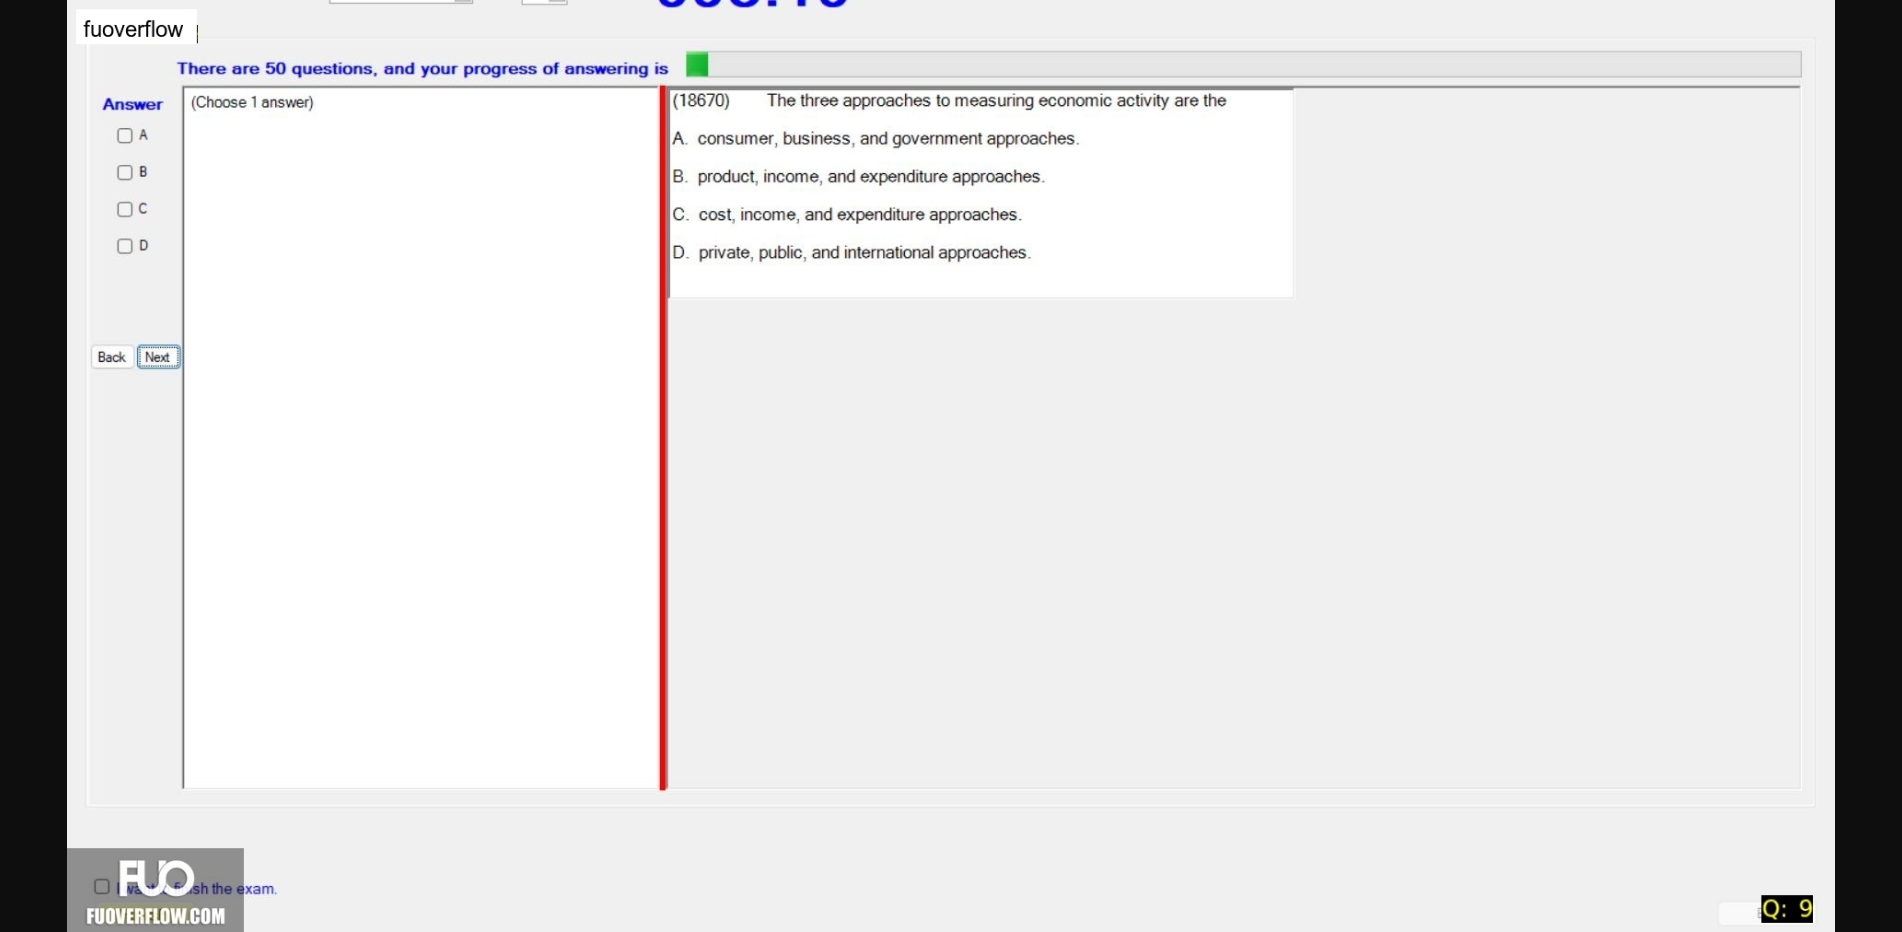 fuoverflow
There are 50 questions, and your progress of answering is
Answer
(Choose 1 answer)
A
B
C
D
Back Next
(18670) The three approaches to measuring economic activity are the
A. consumer, business, and government approaches.
B. product, income, and expenditure approaches.
C. cost, income, and expenditure approaches.
D. private, public, and international approaches.
FUO
sh the exam.
FUOVERFLOW.COM
Q: 9